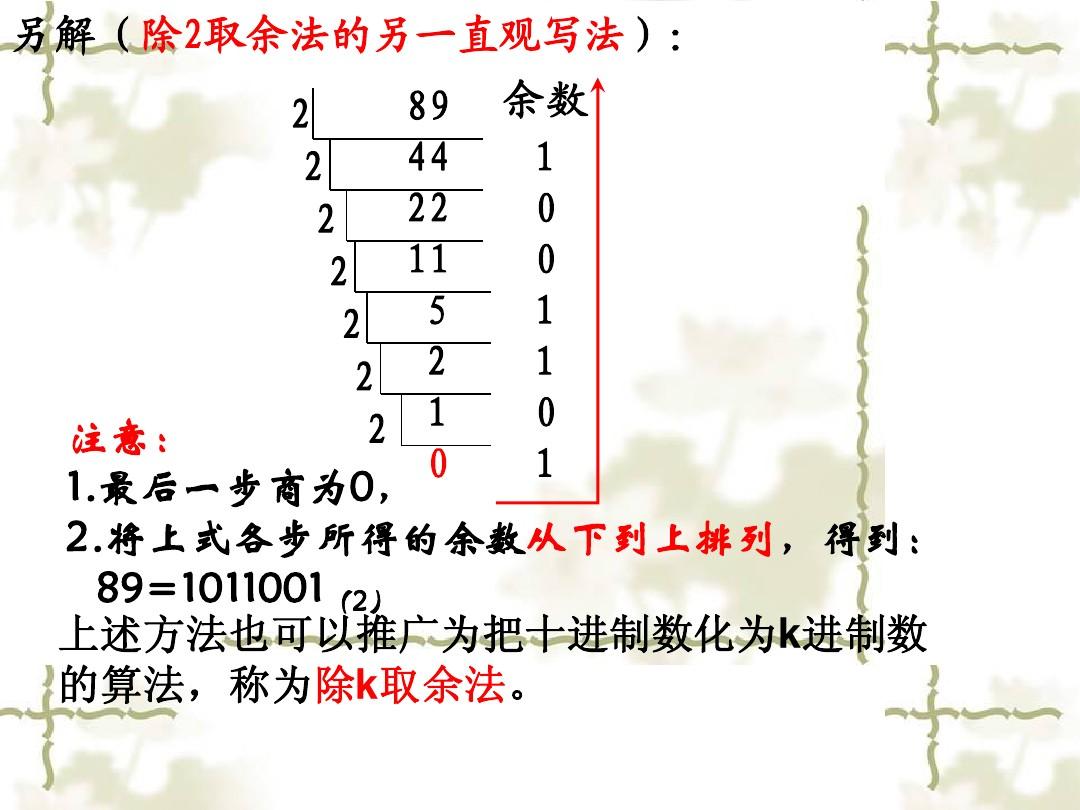 另解（除2取余法的另一直观写法）：
2 89 余数
2 44 1
2 22 0
2 11 0
2 5 1
2 2 1
2 1 0
0 1
注意：
1.最后一步商为0，
2.将上式各步所得的余数从下到上排列，得到：
89=1011001（2）
上述方法也可以推广为把十进制数化为k进制数
的算法，称为除k取余法。